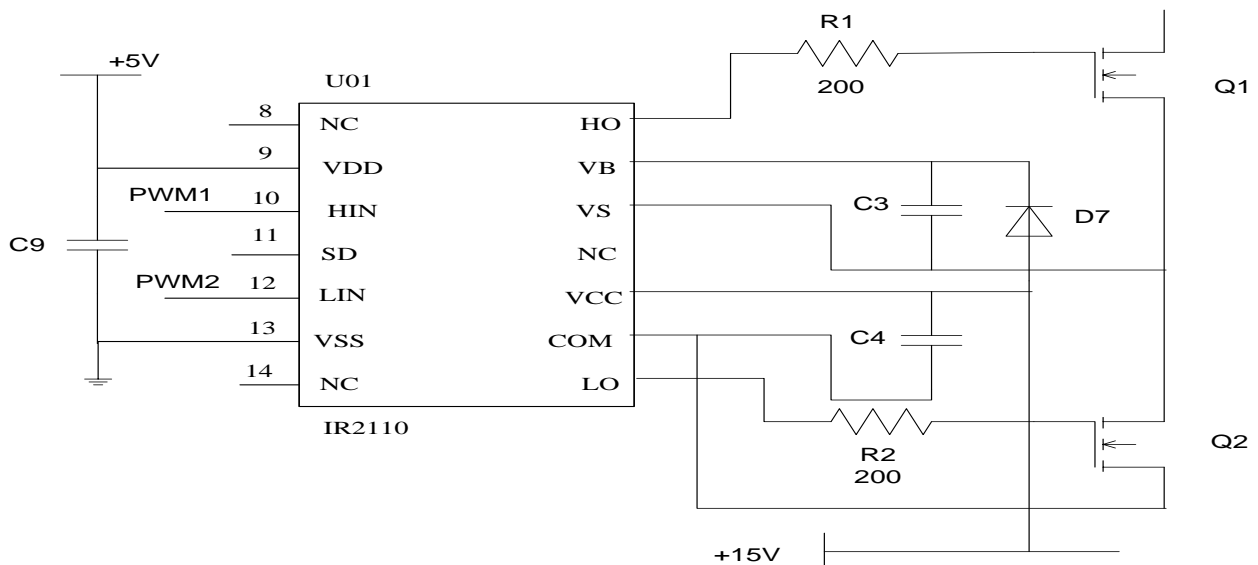 R1
200
Q1
+5V
U01
8
NC
HO
9
VDD
VB
PWM1
10
HIN
VS
C3
D7
C9
11
SD
NC
PWM2
12
LIN
VCC
13
VSS
COM
C4
14
NC
LO
IR2110
R2
200
Q2
+15V